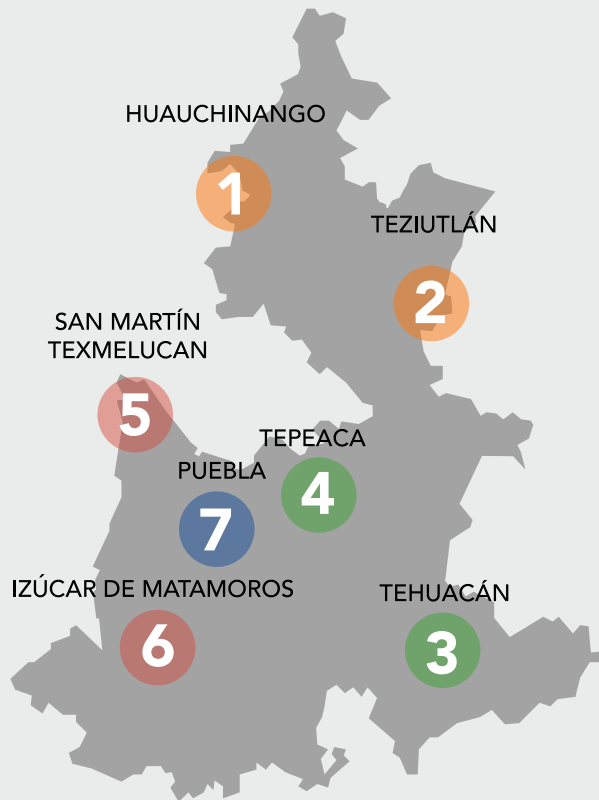 HUAUCHINANGO
1
TEZIUTLÁN
2
SAN MARTÍN
TEXMELUCAN
5
TEPEACA
4
PUEBLA
7
IZÚCAR DE MATAMOROS
6
TEHUACÁN
3